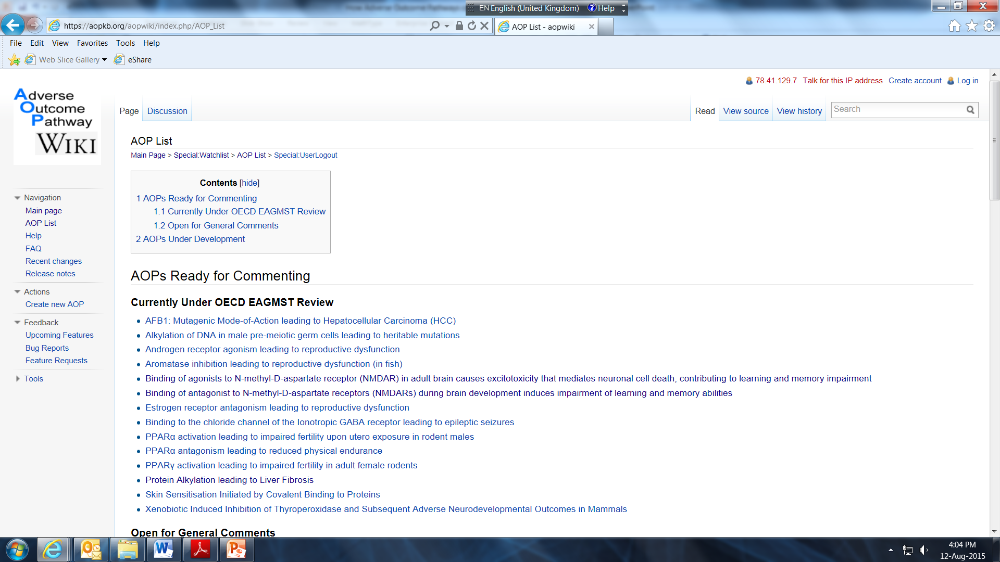 EN English (United Kingdom) Help
https://aopkb.org/aopwiki/index.php/AOP_List
AOP List - aopwiki
File Edit View Favorites Tools Help
Web Slice Gallery eShare
78.41.129.7 Talk for this IP address Create account Log in
Adverse
Outcome
Pathway
WIKI
Page Discussion Read View source View history Search
AOP List
Main Page > Special:Watchlist > AOP List > Special:UserLogout
Contents [hide]
1 AOPs Ready for Commenting
1.1 Currently Under OECD EAGMST Review
1.2 Open for General Comments
2 AOPs Under Development
Navigation
Main page
AOP List
Help
FAQ
Recent changes
Release notes
Actions
Create new AOP
Feedback
Upcoming Features
Bug Reports
Feature Requests
Tools
AOPs Ready for Commenting
Currently Under OECD EAGMST Review
AFB1: Mutagenic Mode-of-Action leading to Hepatocellular Carcinoma (HCC)
Alkylation of DNA in male pre-meiotic germ cells leading to heritable mutations
Androgen receptor agonism leading to reproductive dysfunction
Aromatase inhibition leading to reproductive dysfunction (in fish)
Binding of agonists to N-methyl-D-aspartate receptor (NMDAR) in adult brain causes excitotoxicity that mediates neuronal cell death, contributing to learning and memory impairment
Binding of antagonist to N-methyl-D-aspartate receptors (NMDARs) during brain development induces impairment of learning and memory abilities
Estrogen receptor antagonism leading to reproductive dysfunction
Binding to the chloride channel of the Ionotropic GABA receptor leading to epileptic seizures
PPARα activation leading to impaired fertility upon utero exposure in rodent males
PPARα antagonism leading to reduced physical endurance
PPARγ activation leading to impaired fertility in adult female rodents
Protein Alkylation leading to Liver Fibrosis
Skin Sensitisation Initiated by Covalent Binding to Proteins
Xenobiotic Induced Inhibition of Thyroperoxidase and Subsequent Adverse Neurodevelopmental Outcomes in Mammals
Open for General Comments
4:04 PM
12-Aug-2015